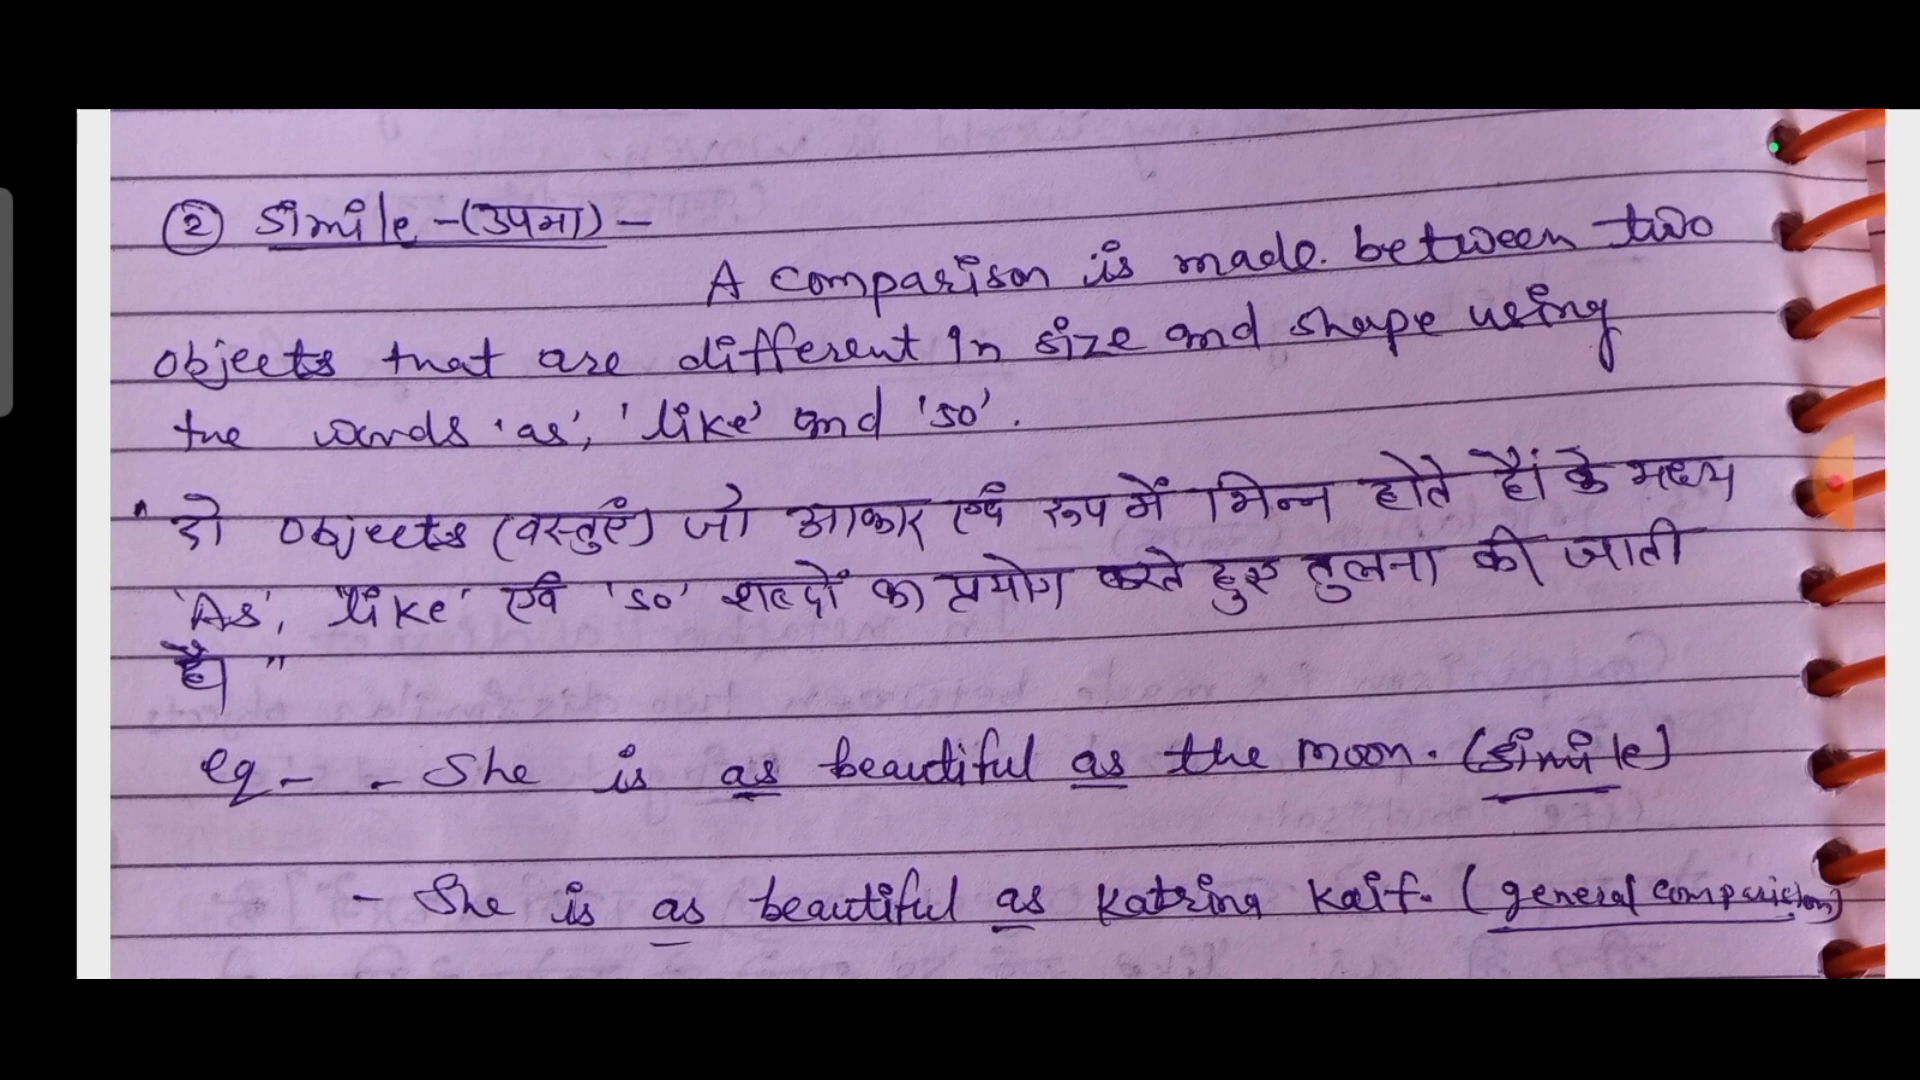 ② Simile -(उपमा) -
A comparison is made between two
objects that are different in size and shape using
the words 'as', 'like' and 'so'.
" दो objects (वस्तुएँ) जो आकार एवं रूप में भिन्न होते हैं। के मध्य
'As', 'like' एवं 'so' शब्दों का प्रयोग करते हुए तुलना की जाती
है। "
eg - - She is as beautiful as the moon. (Simile)
- She is as beautiful as Katrina Kaif. (general comparision)